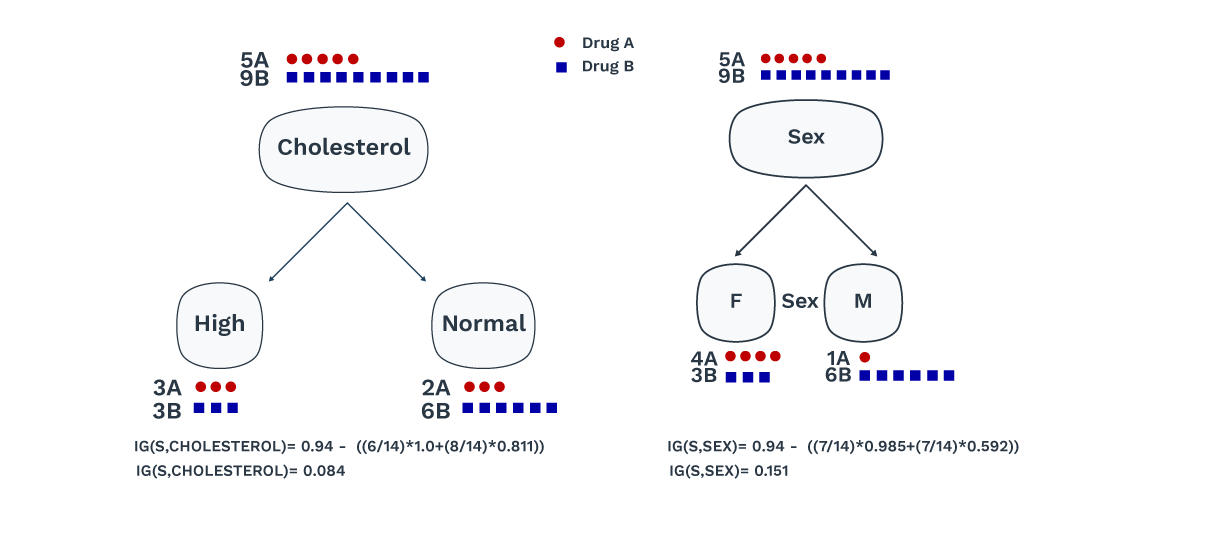 5A
9B
Cholesterol
High
Normal
3A
3B
2A
6B
IG(S,CHOLESTEROL)= 0.94 - ((6/14)*1.0+(8/14)*0.811))
IG(S,CHOLESTEROL)= 0.084
Drug A
Drug B
5A
9B
Sex
F
Sex
M
4A
3B
1A
6B
IG(S,SEX)= 0.94 - ((7/14)*0.985+(7/14)*0.592))
IG(S,SEX)= 0.151